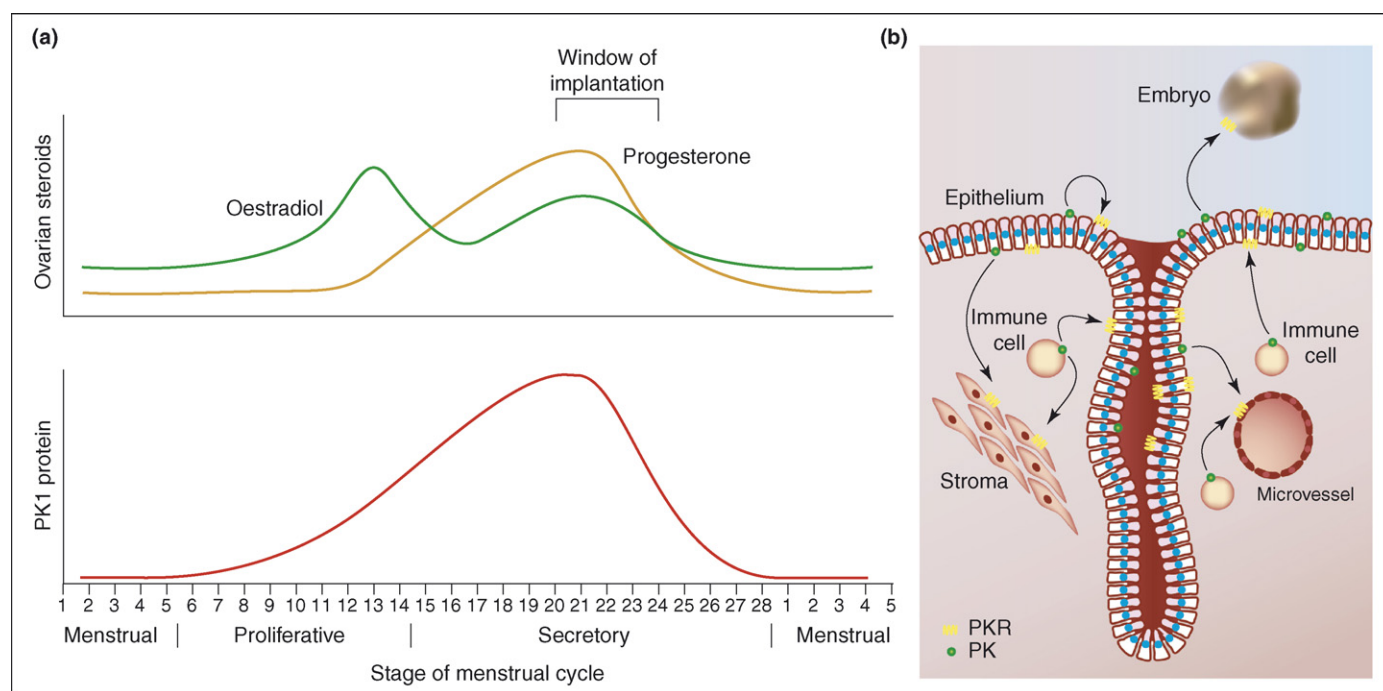 (a)
Window of
implantation
Ovarian steroids
Oestradiol
Progesterone
PK1 protein
1 2 3 4 5 6 7 8 9 10 11 12 13 14 15 16 17 18 19 20 21 22 23 24 25 26 27 28 1 2 3 4 5
Menstrual Proliferative Secretory Menstrual
Stage of menstrual cycle
(b)
Embryo
Epithelium
Immune
cell
Immune
cell
Stroma
Microvessel
PKR
PK